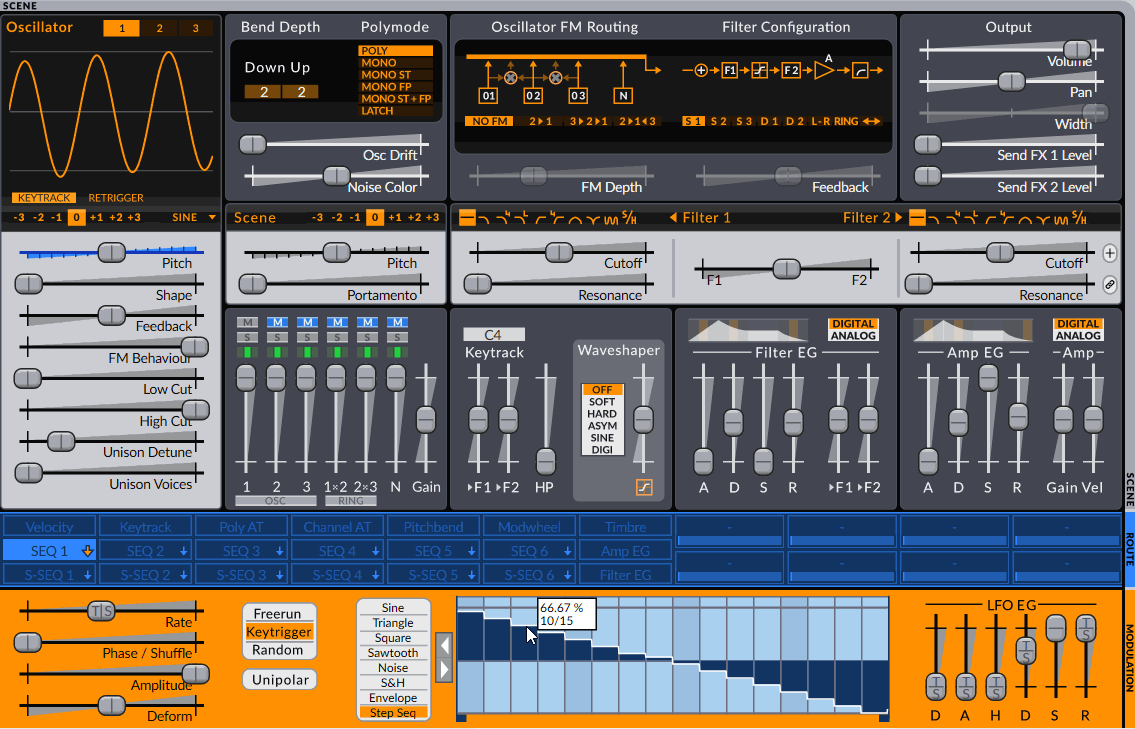 SCENE
Oscillator 1 2 3
KEYTRACK RETRIGGER
-3 -2 -1 0 +1 +2 +3 SINE
Pitch
Shape
Feedback
FM Behaviour
Low Cut
High Cut
Unison Detune
Unison Voices
Bend Depth Polymode
Down Up
2 2
POLY
MONO
MONO ST
MONO FP
MONO ST + FP
LATCH
Osc Drift
Noise Color
Scene -3 -2 -1 0 +1 +2 +3
Pitch
Portamento
Oscillator FM Routing Filter Configuration
O1 O2 O3 N
NO FM 2▸1 3▸2▸1 2▸1◂3
F1 F2 A
S 1 S 2 S 3 D 1 D 2 L-R RING
FM Depth Feedback
Output
Volume
Pan
Width
Send FX 1 Level
Send FX 2 Level
S/H ◀ Filter 1 Filter 2 ▶ S/H
Cutoff
Resonance
F1 F2
Cutoff
Resonance
+
M M M M M M
S S S S S S
1 2 3 1×2 2×3 N Gain
OSC RING
C4
Keytrack
▸F1 ▸F2 HP
Waveshaper
OFF
SOFT
HARD
ASYM
SINE
DIGI
DIGITAL
ANALOG
Filter EG
A D S R ▸F1 ▸F2
DIGITAL
ANALOG
Amp EG Amp
A D S R Gain Vel
SCENE
Velocity Keytrack Poly AT Channel AT Pitchbend Modwheel Timbre - -
SEQ 1 SEQ 2 SEQ 3 SEQ 4 SEQ 5 SEQ 6 Amp EG - -
S-SEQ 1 S-SEQ 2 S-SEQ 3 S-SEQ 4 S-SEQ 5 S-SEQ 6 Filter EG - -
ROUTE
T S
Rate
Phase / Shuffle
Amplitude
Deform
Freerun
Keytrigger
Random
Unipolar
Sine
Triangle
Square
Sawtooth
Noise
S&H
Envelope
Step Seq
66.67 %
10/15
LFO EG
T S T S T S T S T S
D A H D S R
MODULATION